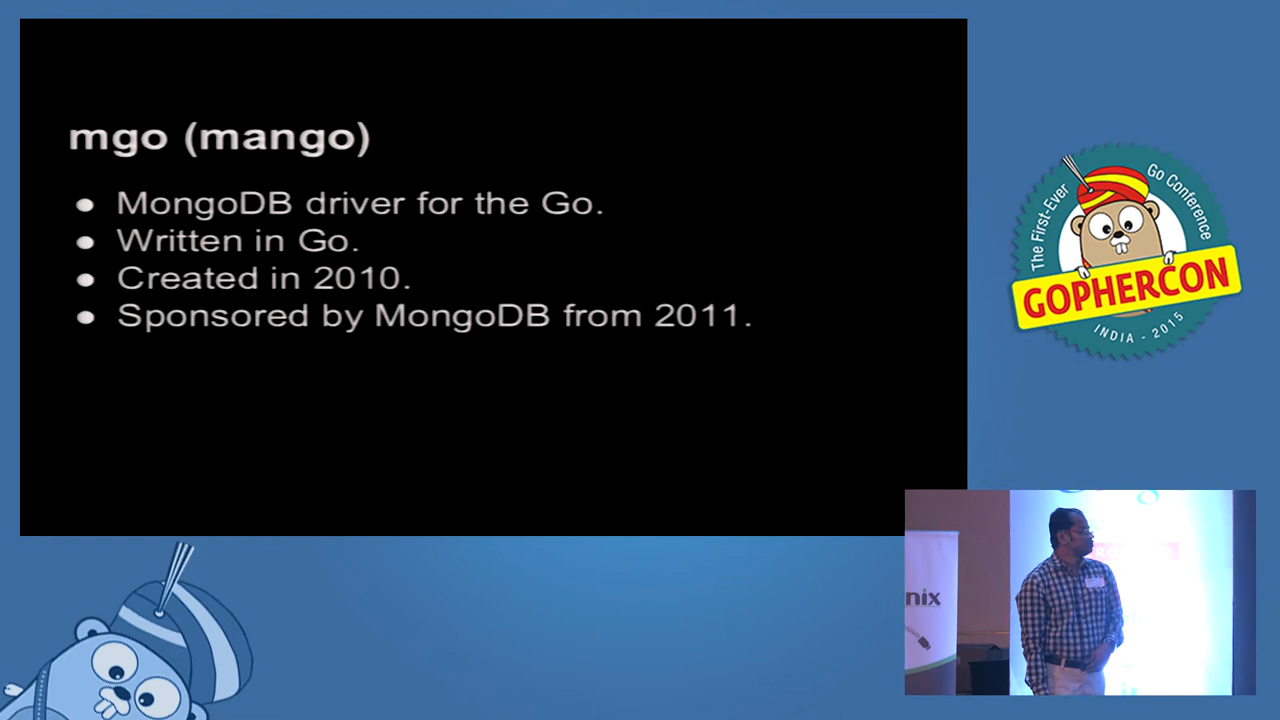 mgo (mango)
● MongoDB driver for the Go.
● Written in Go.
● Created in 2010.
● Sponsored by MongoDB from 2011.
The First-Ever
Go Conference
GOPHERCON
INDIA - 2015
nix